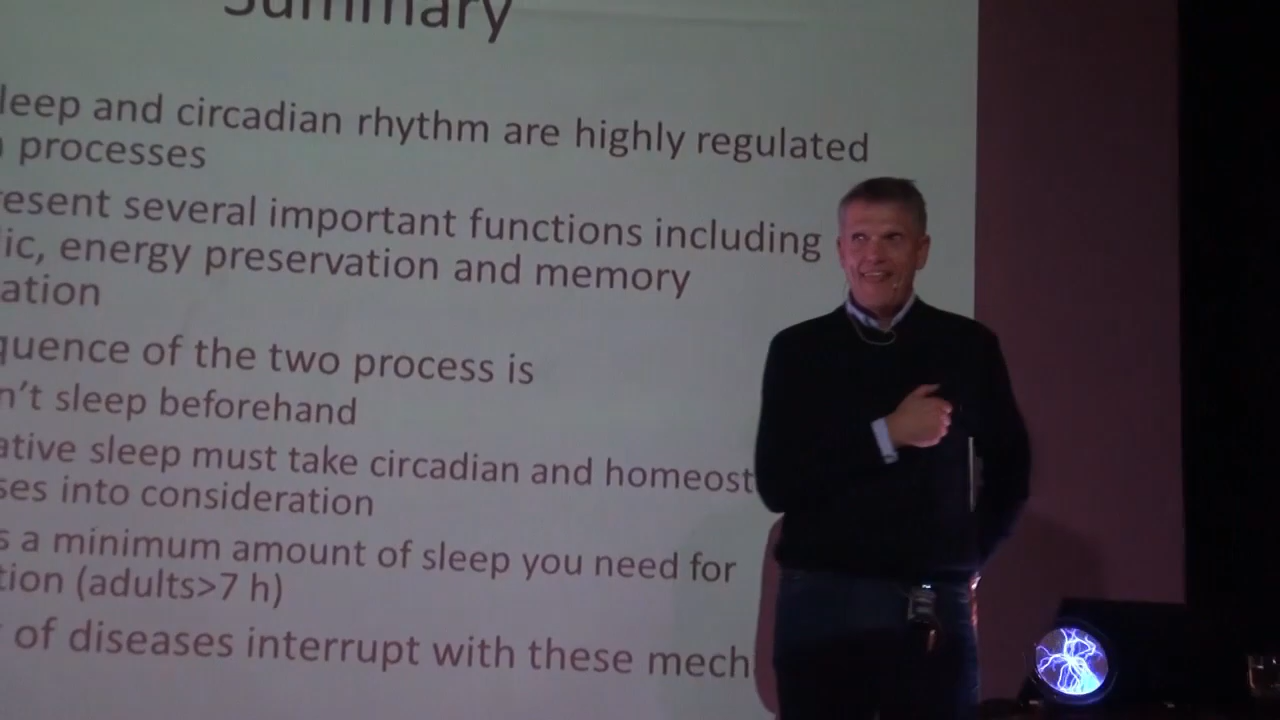 Summary
leep and circadian rhythm are highly regulated
processes
resent several important functions including
ic, energy preservation and memory
ation
quence of the two process is
n't sleep beforehand
ative sleep must take circadian and homeost
ses into consideration
s a minimum amount of sleep you need for
tion (adults>7 h)
of diseases interrupt with these mech